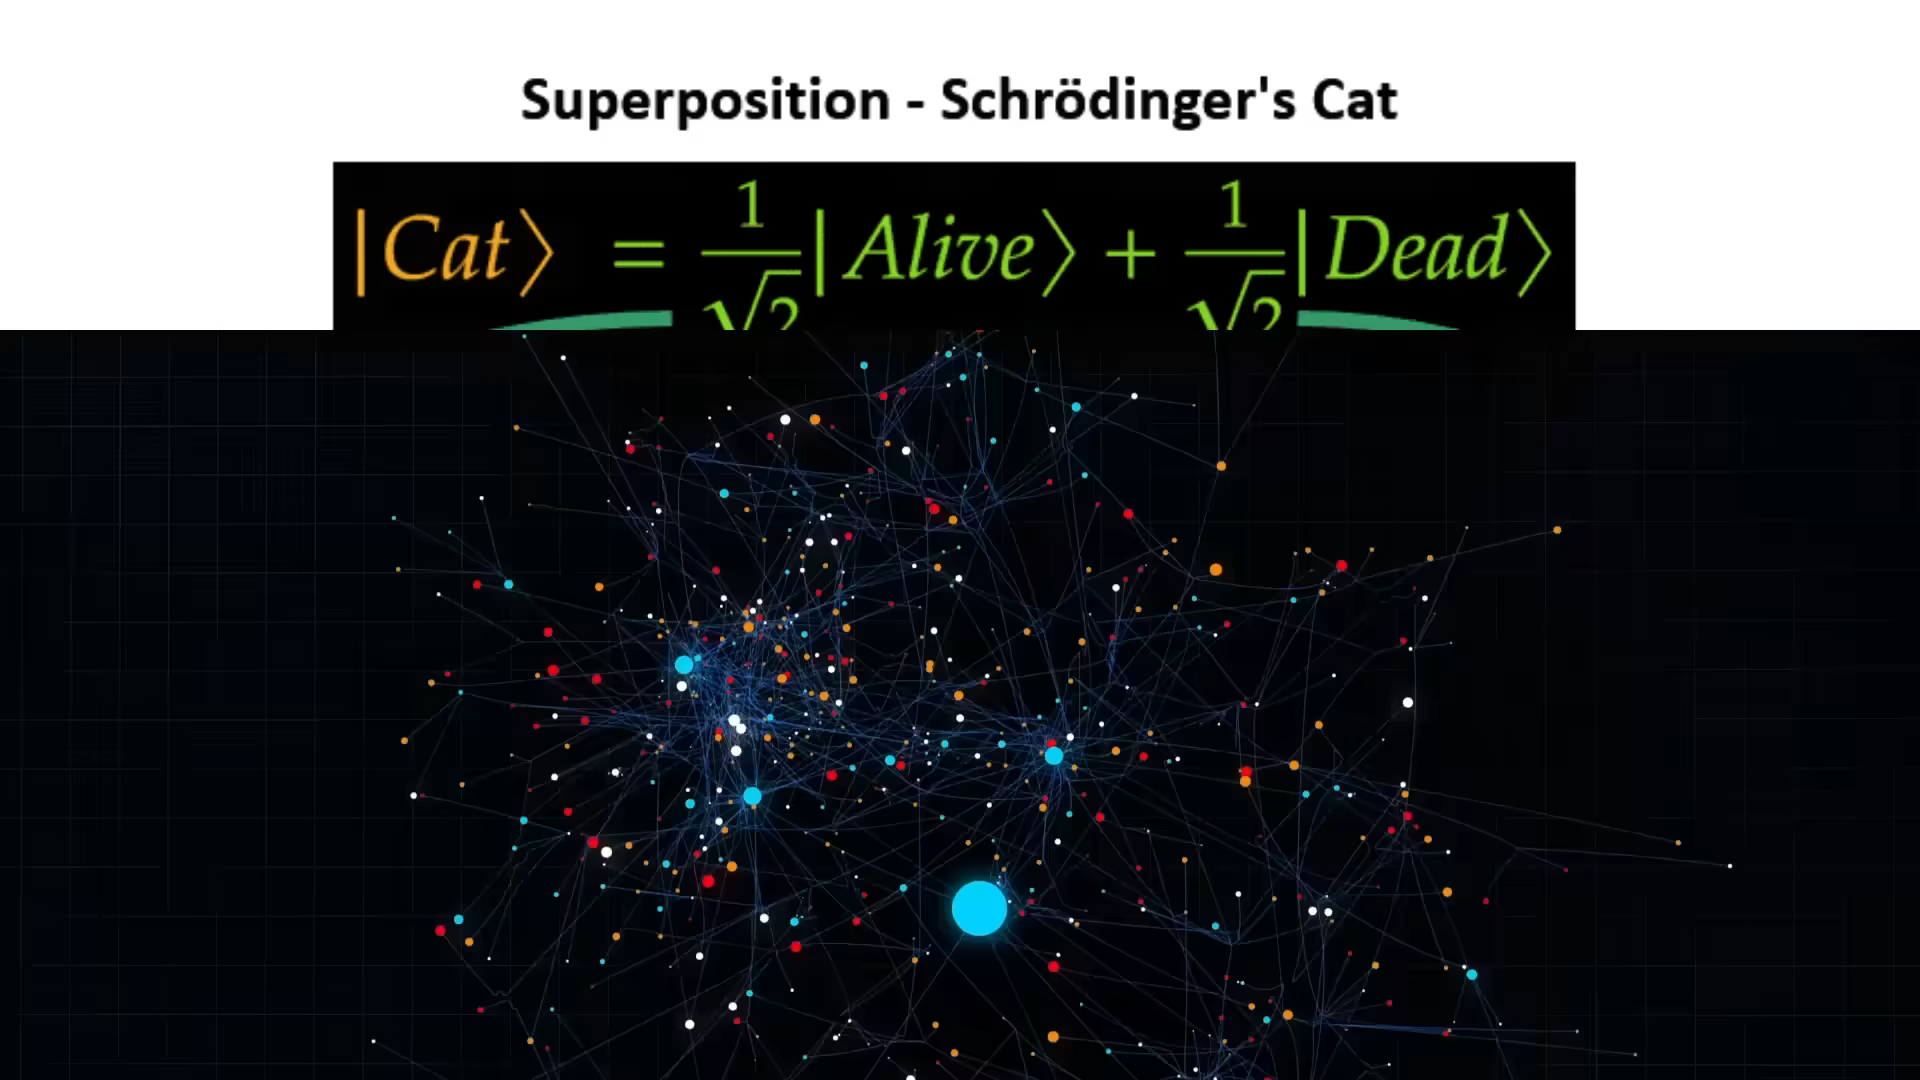 Superposition - Schrödinger's Cat
|Cat⟩ = 1/√2|Alive⟩ + 1/√2|Dead⟩